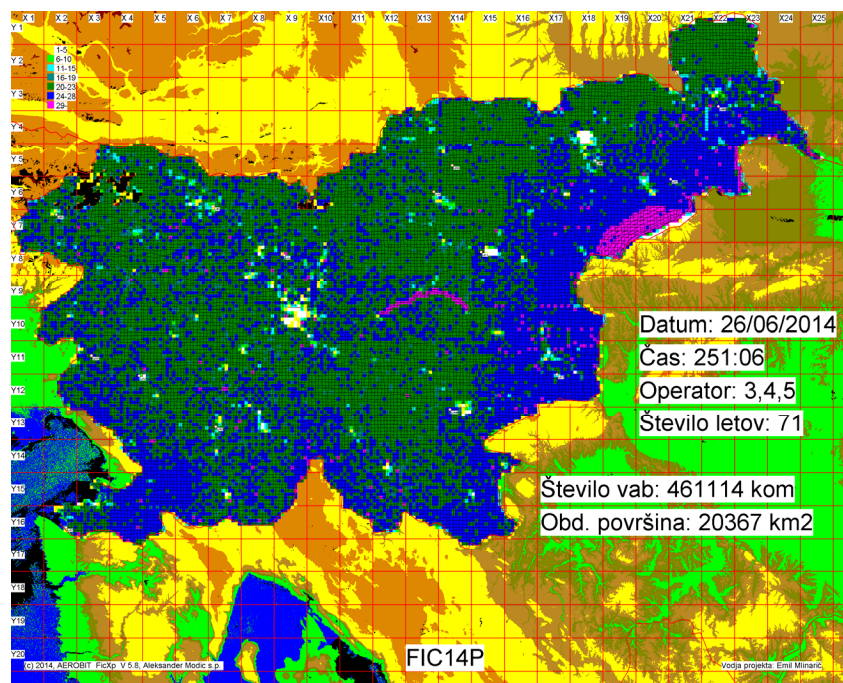 X 1 X 2 X 3 X 4 X 5 X 6 X 7 X 8 X 9 X10 X11 X12 X13 X14 X15 X16 X17 X18 X19 X20 X21 X22 X23 X24 X25
Y 1
Y 2
Y 3
Y 4
Y 5
Y 6
Y 7
Y 8
Y 9
Y10
Y11
Y12
Y13
Y14
Y15
Y16
Y17
Y18
Y19
Y20
1-5
6-10
11-15
16-19
20-23
24-28
29-
Datum: 26/06/2014
Čas: 251:06
Operator: 3,4,5
Število letov: 71
Število vab: 461114 kom
Obd. površina: 20367 km2
FIC14P
(c) 2014, AEROBIT FicXp V 5.8, Aleksander Modic s.p.
Vodja projekta: Emil Mlinarič